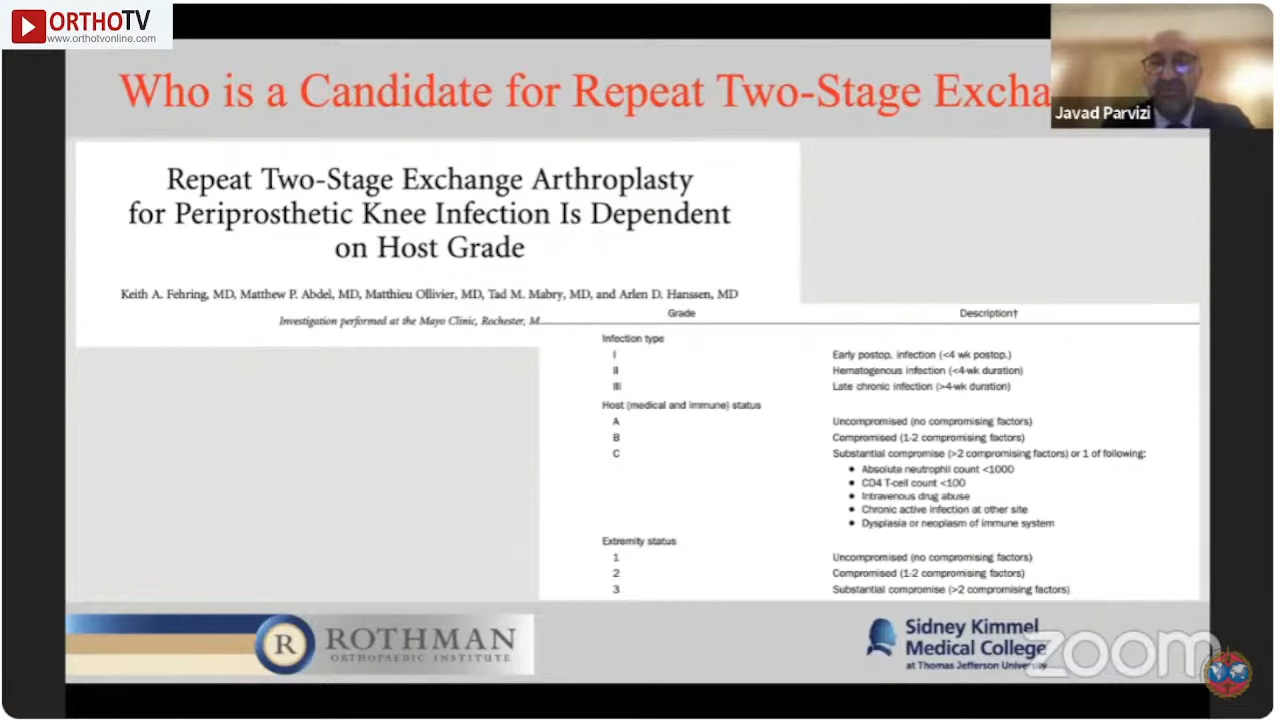 ORTHOTV
www.orthotvonline.com
Who is a Candidate for Repeat Two-Stage Excha
Javad Parvizi
Repeat Two-Stage Exchange Arthroplasty
for Periprosthetic Knee Infection Is Dependent
on Host Grade
Keith A. Fehring, MD, Matthew P. Abdel, MD, Matthieu Ollivier, MD, Tad M. Mabry, MD, and Arlen D. Hanssen, MD
Investigation performed at the Mayo Clinic, Rochester, M
Grade Description†
Infection type
I Early postop. infection (<4 wk postop.)
II Hematogenous infection (<4-wk duration)
III Late chronic infection (>4-wk duration)
Host (medical and immune) status
A Uncompromised (no compromising factors)
B Compromised (1-2 compromising factors)
C Substantial compromise (>2 compromising factors) or 1 of following:
• Absolute neutrophil count <1000
• CD4 T-cell count <100
• Intravenous drug abuse
• Chronic active infection at other site
• Dysplasia or neoplasm of immune system
Extremity status
1 Uncompromised (no compromising factors)
2 Compromised (1-2 compromising factors)
3 Substantial compromise (>2 compromising factors)
R ROTHMAN
ORTHOPAEDIC INSTITUTE
Sidney Kimmel
Medical College
at Thomas Jefferson University
zoom